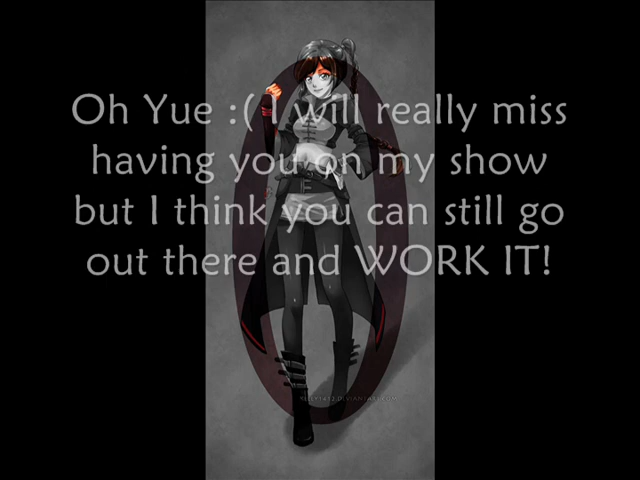 Oh Yue :( I will really miss
having you on my show
but I think you can still go
out there and WORK IT!